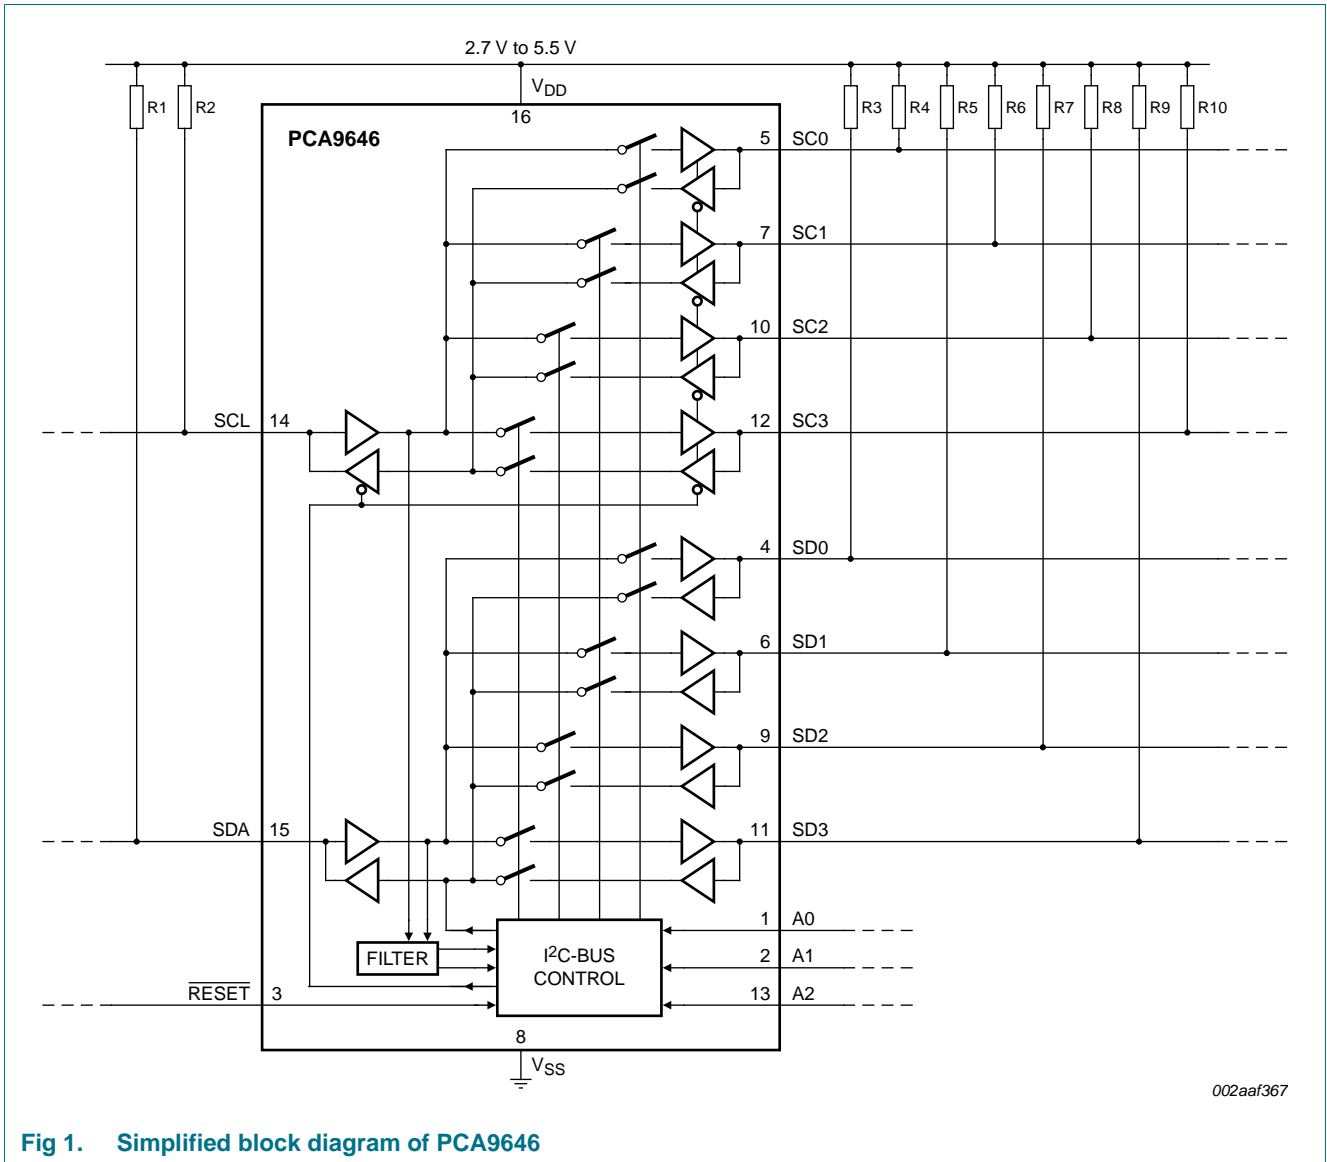 2.7 V to 5.5 V
VDD
16
R1 R2 R3 R4 R5 R6 R7 R8 R9 R10
PCA9646
5 SC0
7 SC1
10 SC2
SCL 14 12 SC3
4 SD0
6 SD1
9 SD2
SDA 15 11 SD3
1 A0
FILTER I2C-BUS CONTROL 2 A1
RESET 3 13 A2
8
VSS
002aaf367
Fig 1. Simplified block diagram of PCA9646